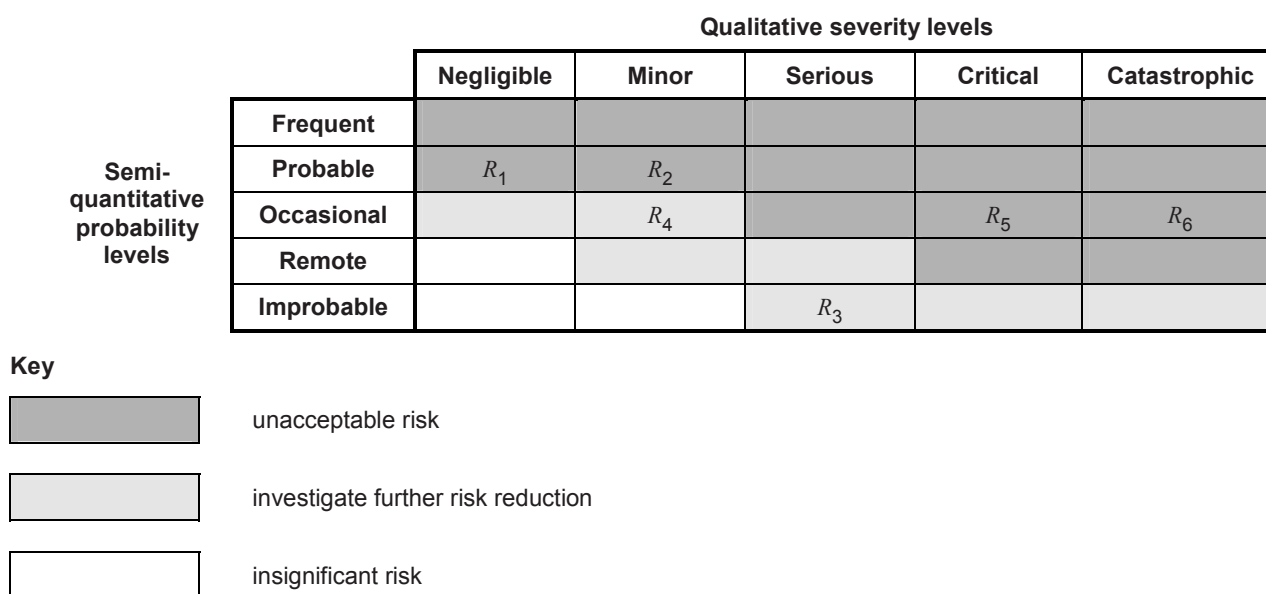 Qualitative severity levels
Negligible Minor Serious Critical Catastrophic
Semi-
quantitative
probability
levels
Frequent
Probable R1 R2
Occasional R4 R5 R6
Remote
Improbable R3
Key
unacceptable risk
investigate further risk reduction
insignificant risk